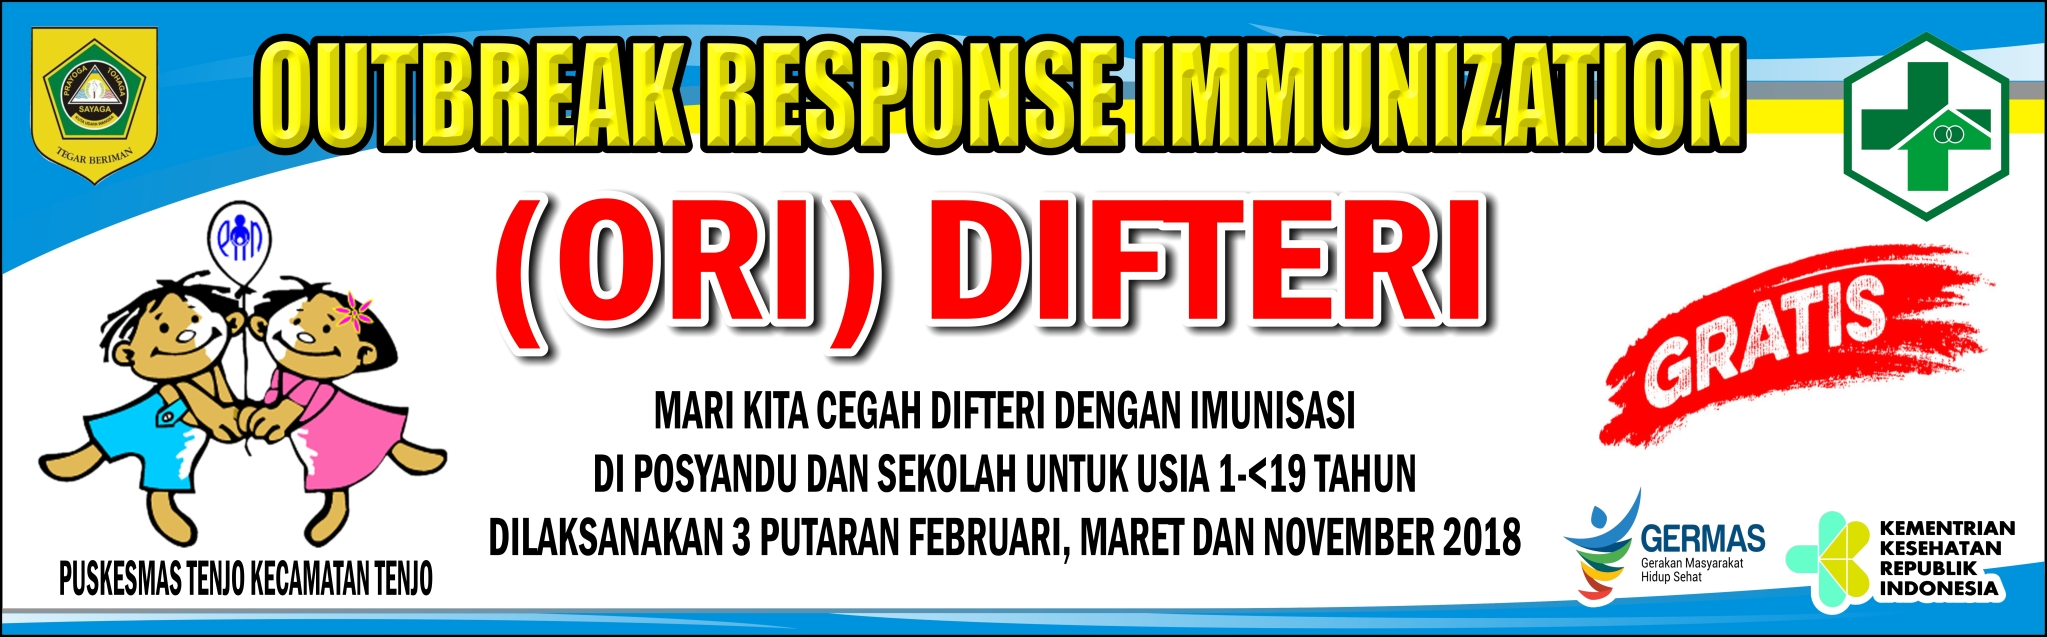 OUTBREAK RESPONSE IMMUNIZATION
PRAYOGA TOHAGA
SAYAGA
TEGAR BERIMAN
(ORI) DIFTERI
GRATIS
MARI KITA CEGAH DIFTERI DENGAN IMUNISASI
DI POSYANDU DAN SEKOLAH UNTUK USIA 1-<19 TAHUN
DILAKSANAKAN 3 PUTARAN FEBRUARI, MARET DAN NOVEMBER 2018
PUSKESMAS TENJO KECAMATAN TENJO
GERMAS
Gerakan Masyarakat
Hidup Sehat
KEMENTRIAN
KESEHATAN
REPUBLIK
INDONESIA